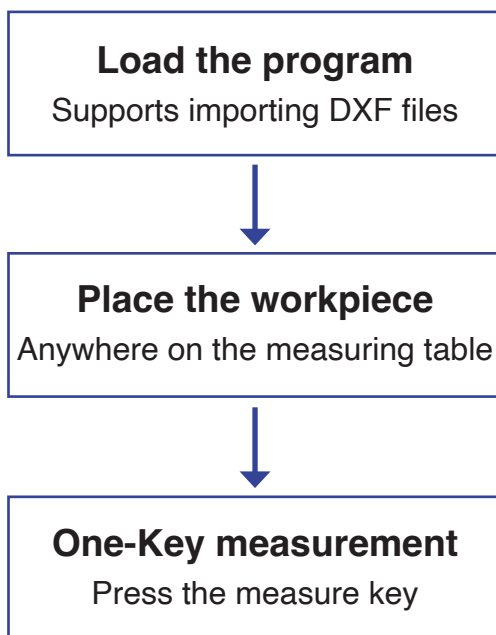 Load the program
Supports importing DXF files
Place the workpiece
Anywhere on the measuring table
One-Key measurement
Press the measure key